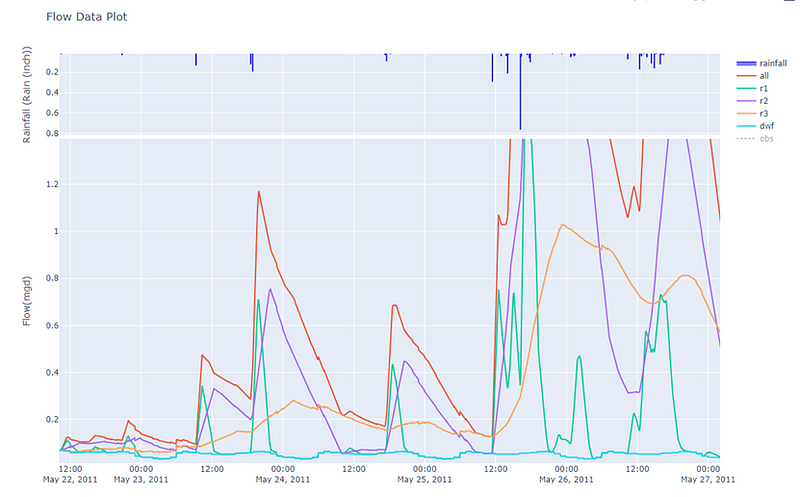 Flow Data Plot
Rainfall (Rain (inch))
0.2
0.4
0.6
0.8
rainfall
all
r1
r2
r3
dwf
obs
Flow(mgd)
1.2
1
0.8
0.6
0.4
0.2
12:00 00:00 12:00 00:00 12:00 00:00 12:00 00:00 12:00 00:00
May 22, 2011 May 23, 2011 May 24, 2011 May 25, 2011 May 26, 2011 May 27, 2011